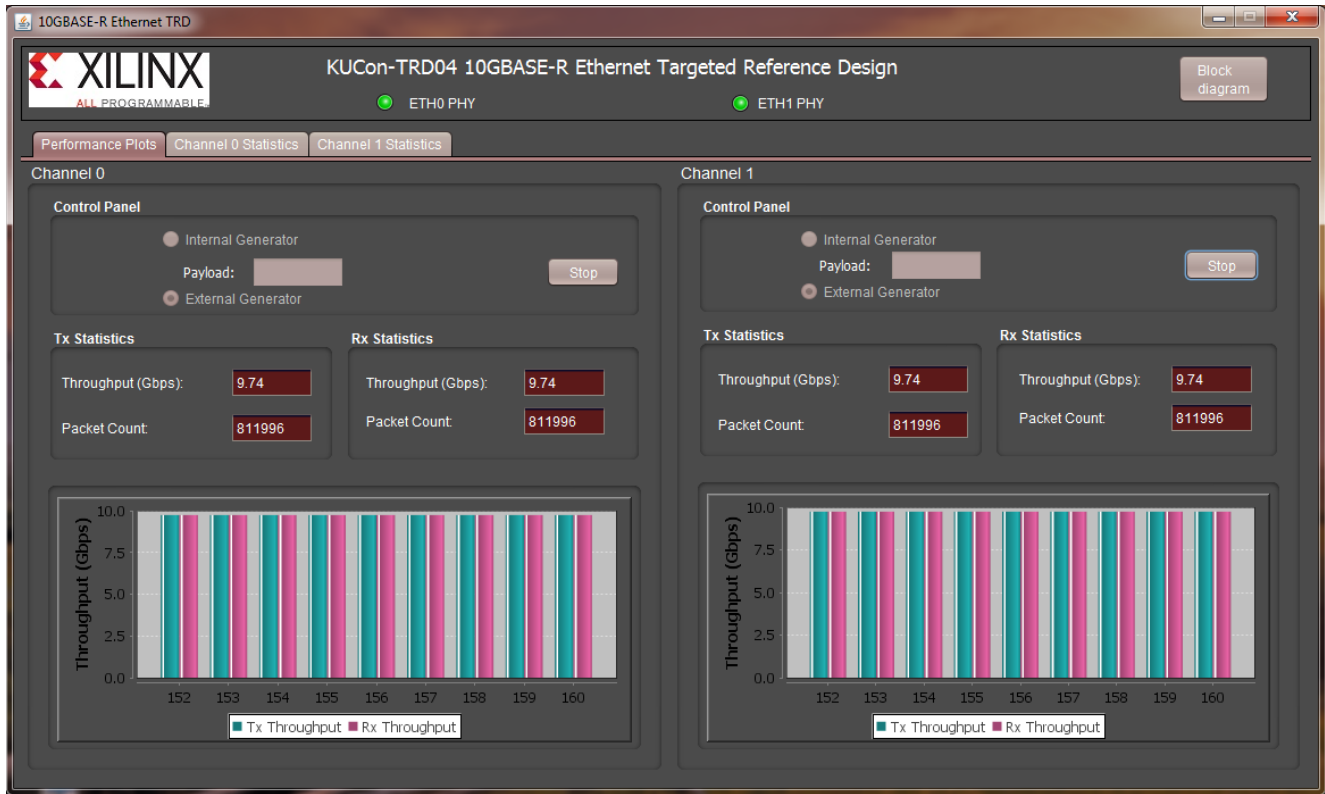 10GBASE-R Ethernet TRD
XILINX
ALL PROGRAMMABLE
KUCon-TRD04 10GBASE-R Ethernet Targeted Reference Design
ETH0 PHY
ETH1 PHY
Block
diagram
Performance Plots
Channel 0 Statistics
Channel 1 Statistics
Channel 0
Control Panel
Internal Generator
Payload:
Stop
External Generator
Tx Statistics
Throughput (Gbps): 9.74
Packet Count: 811996
Rx Statistics
Throughput (Gbps): 9.74
Packet Count: 811996
Throughput (Gbps)
10.0
7.5
5.0
2.5
0.0
152 153 154 155 156 157 158 159 160
Tx Throughput Rx Throughput
Channel 1
Control Panel
Internal Generator
Payload:
Stop
External Generator
Tx Statistics
Throughput (Gbps): 9.74
Packet Count: 811996
Rx Statistics
Throughput (Gbps): 9.74
Packet Count: 811996
Throughput (Gbps)
10.0
7.5
5.0
2.5
0.0
152 153 154 155 156 157 158 159 160
Tx Throughput Rx Throughput